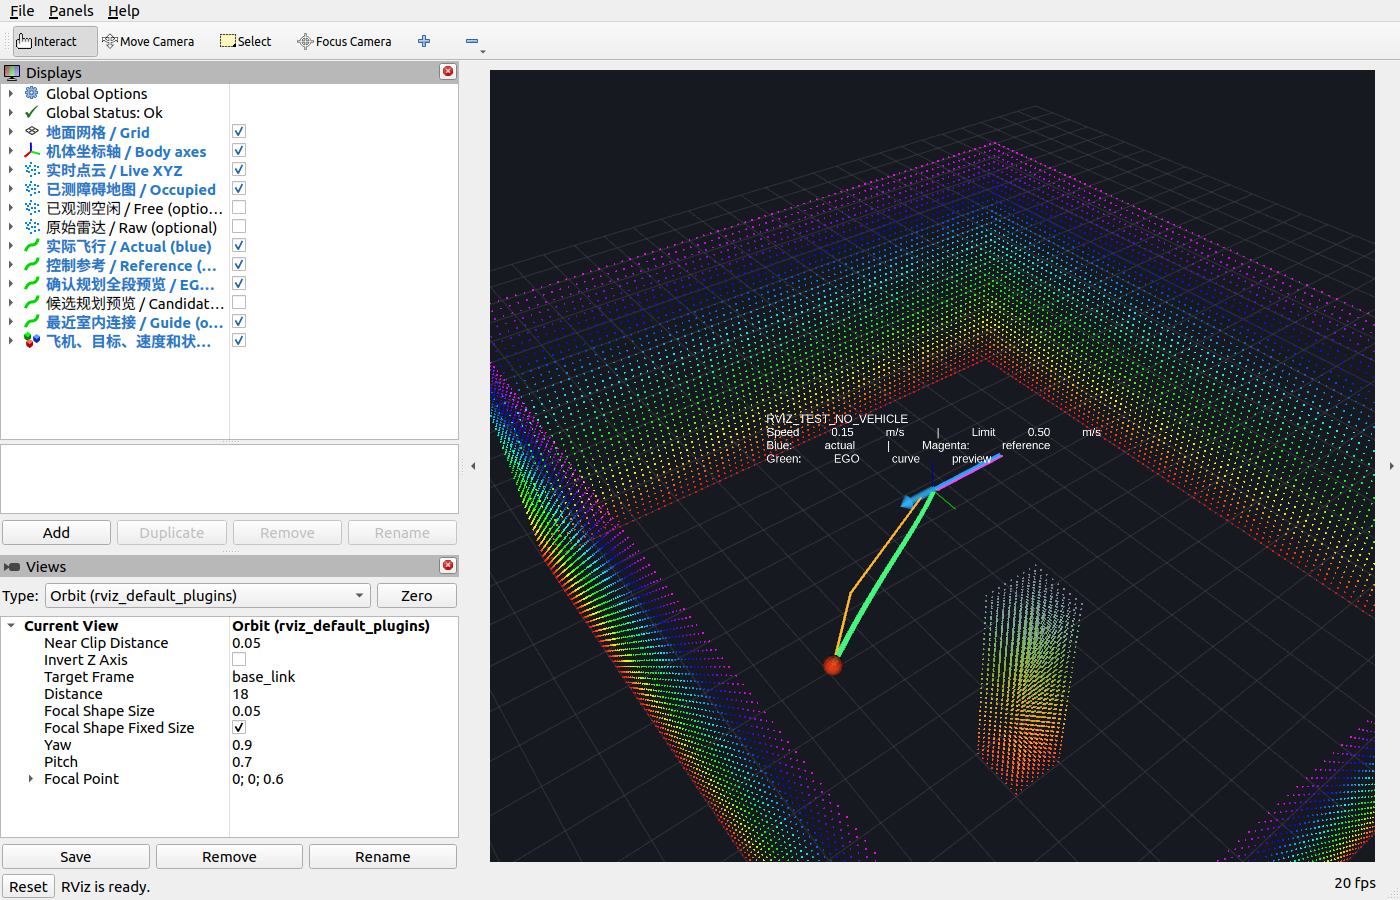 File Panels Help
Interact Move Camera Select Focus Camera
Displays
Global Options
Global Status: Ok
地面网格 / Grid
机体坐标轴 / Body axes
实时点云 / Live XYZ
已测障碍地图 / Occupied
已观测空闲 / Free (optio...
原始雷达 / Raw (optional)
实际飞行 / Actual (blue)
控制参考 / Reference (...
确认规划全段预览 / EG...
候选规划预览 / Candidat...
最近室内连接 / Guide (o...
飞机、目标、速度和状...
Add Duplicate Remove Rename
Views
Type: Orbit (rviz_default_plugins) Zero
Current View Orbit (rviz_default_plugins)
Near Clip Distance 0.05
Invert Z Axis
Target Frame base_link
Distance 18
Focal Shape Size 0.05
Focal Shape Fixed Size
Yaw 0.9
Pitch 0.7
Focal Point 0; 0; 0.6
Save Remove Rename
Reset RViz is ready.
RVIZ_TEST_NO_VEHICLE
Speed 0.15 m/s | Limit 0.50 m/s
Blue: actual | Magenta: reference
Green: EGO curve preview
20 fps